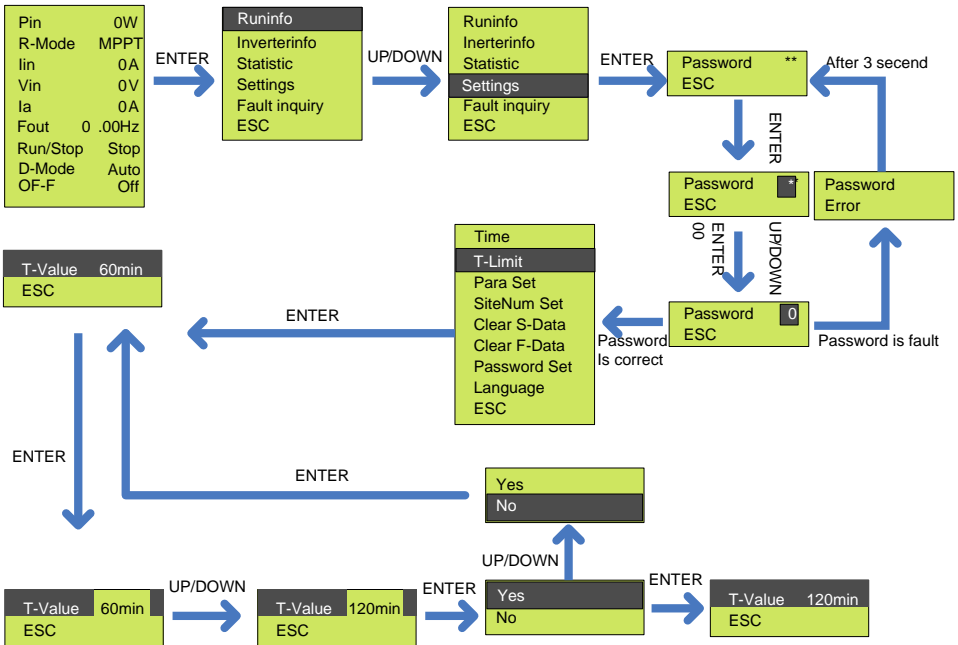 Pin 0W
R-Mode MPPT
Iin 0A
Vin 0V
Ia 0A
Fout 0 .00Hz
Run/Stop Stop
D-Mode Auto
OF-F Off
ENTER
Runinfo
Inverterinfo
Statistic
Settings
Fault inquiry
ESC
UP/DOWN
Runinfo
Inerterinfo
Statistic
Settings
Fault inquiry
ESC
ENTER
Password **
ESC
After 3 secend
ENTER
Password *
ESC
Password
Error
UP/DOWN
ENTER
00
Password 0
ESC
Password is fault
Password
Is correct
Time
T-Limit
Para Set
SiteNum Set
Clear S-Data
Clear F-Data
Password Set
Language
ESC
ENTER
T-Value 60min
ESC
ENTER
ENTER
Yes
No
UP/DOWN
T-Value 60min
ESC
UP/DOWN
T-Value 120min
ESC
ENTER
Yes
No
ENTER
T-Value 120min
ESC